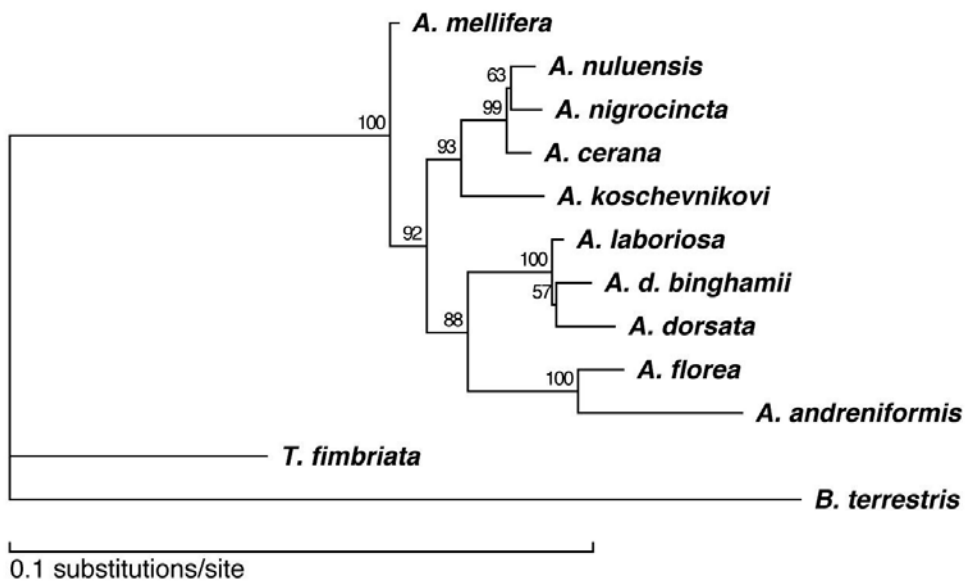 A. mellifera
63
A. nuluensis
A. nigrocincta
99
100
A. cerana
93
A. koschevnikovi
92
A. laboriosa
100
A. d. binghamii
57
A. dorsata
88
A. florea
100
A. andreniformis
T. fimbriata
B. terrestris
0.1 substitutions/site